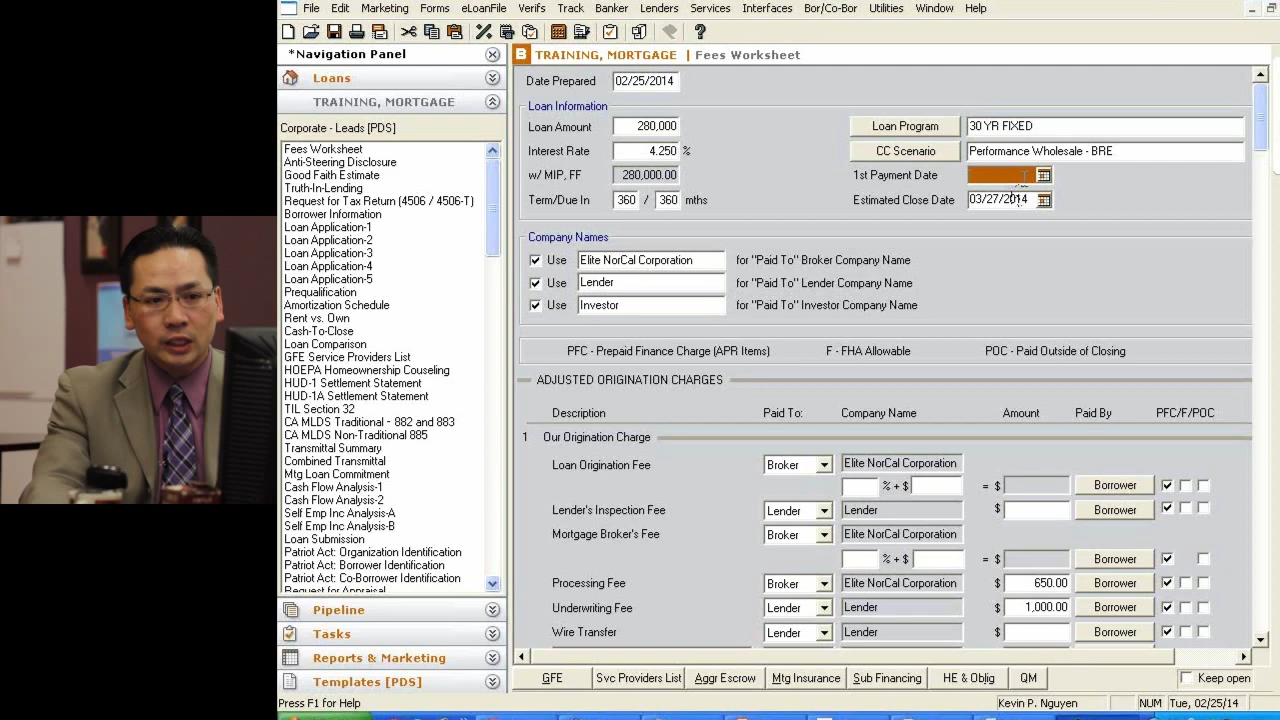 File Edit Marketing Forms eLoanFile Verifs Track Banker Lenders Services Interfaces Bor/Co-Bor Utilities Window Help
*Navigation Panel
Loans
TRAINING, MORTGAGE
Corporate - Leads [PDS]
Fees Worksheet
Anti-Steering Disclosure
Good Faith Estimate
Truth-In-Lending
Request for Tax Return (4506 / 4506-T)
Borrower Information
Loan Application-1
Loan Application-2
Loan Application-3
Loan Application-4
Loan Application-5
Prequalification
Amortization Schedule
Rent vs. Own
Cash-To-Close
Loan Comparison
GFE Service Providers List
HOEPA Homeownership Couseling
HUD-1 Settlement Statement
HUD-1A Settlement Statement
TIL Section 32
CA MLDS Traditional - 882 and 883
CA MLDS Non-Traditional 885
Transmittal Summary
Combined Transmittal
Mtg Loan Commitment
Cash Flow Analysis-1
Cash Flow Analysis-2
Self Emp Inc Analysis-A
Self Emp Inc Analysis-B
Loan Submission
Patriot Act: Organization Identification
Patriot Act: Borrower Identification
Patriot Act: Co-Borrower Identification
Request for Appraisal
Pipeline
Tasks
Reports & Marketing
Templates [PDS]
B TRAINING, MORTGAGE | Fees Worksheet
Date Prepared 02/25/2014
Loan Information
Loan Amount 280,000 Loan Program 30 YR FIXED
Interest Rate 4.250 % CC Scenario Performance Wholesale - BRE
w/ MIP, FF 280,000.00 1st Payment Date
Term/Due In 360 / 360 mths Estimated Close Date 03/27/2014
Company Names
Use Elite NorCal Corporation for "Paid To" Broker Company Name
Use Lender for "Paid To" Lender Company Name
Use Investor for "Paid To" Investor Company Name
PFC - Prepaid Finance Charge (APR Items) F - FHA Allowable POC - Paid Outside of Closing
ADJUSTED ORIGINATION CHARGES
Description Paid To: Company Name Amount Paid By PFC/F/POC
1 Our Origination Charge
Loan Origination Fee Broker Elite NorCal Corporation
% + $ = $ Borrower
Lender's Inspection Fee Lender Lender $ Borrower
Mortgage Broker's Fee Broker Elite NorCal Corporation
% + $ = $ Borrower
Processing Fee Broker Elite NorCal Corporation $ 650.00 Borrower
Underwriting Fee Lender Lender $ 1,000.00 Borrower
Wire Transfer Lender Lender $ Borrower
GFE Svc Providers List Aggr Escrow Mtg Insurance Sub Financing HE & Oblig QM Keep open
Press F1 for Help Kevin P. Nguyen NUM Tue, 02/25/14